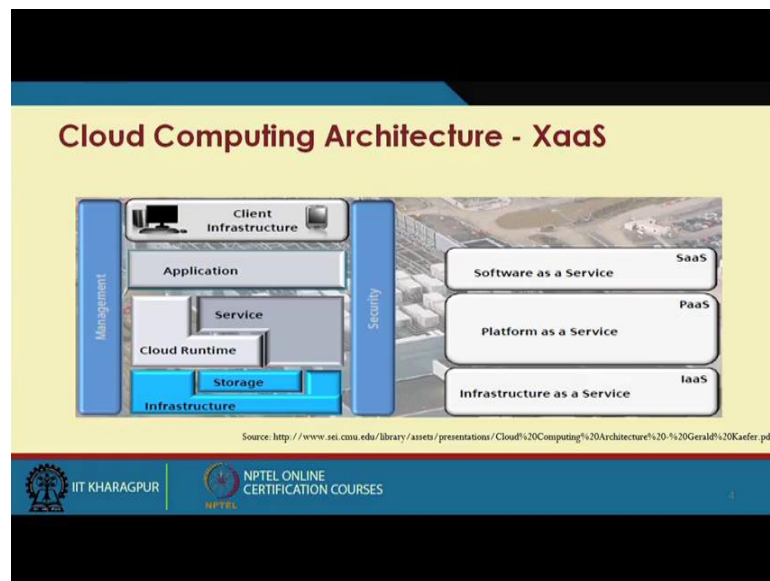 Cloud Computing Architecture - XaaS
Management
Client
Infrastructure
Application
Service
Cloud Runtime
Storage
Infrastructure
Security
SaaS
Software as a Service
PaaS
Platform as a Service
IaaS
Infrastructure as a Service
Source: http://www.sei.cmu.edu/library/assets/presentations/Cloud%20Computing%20Architecture%20-%20Gerald%20Kaefer.pd
IIT KHARAGPUR
NPTEL
NPTEL ONLINE
CERTIFICATION COURSES
4